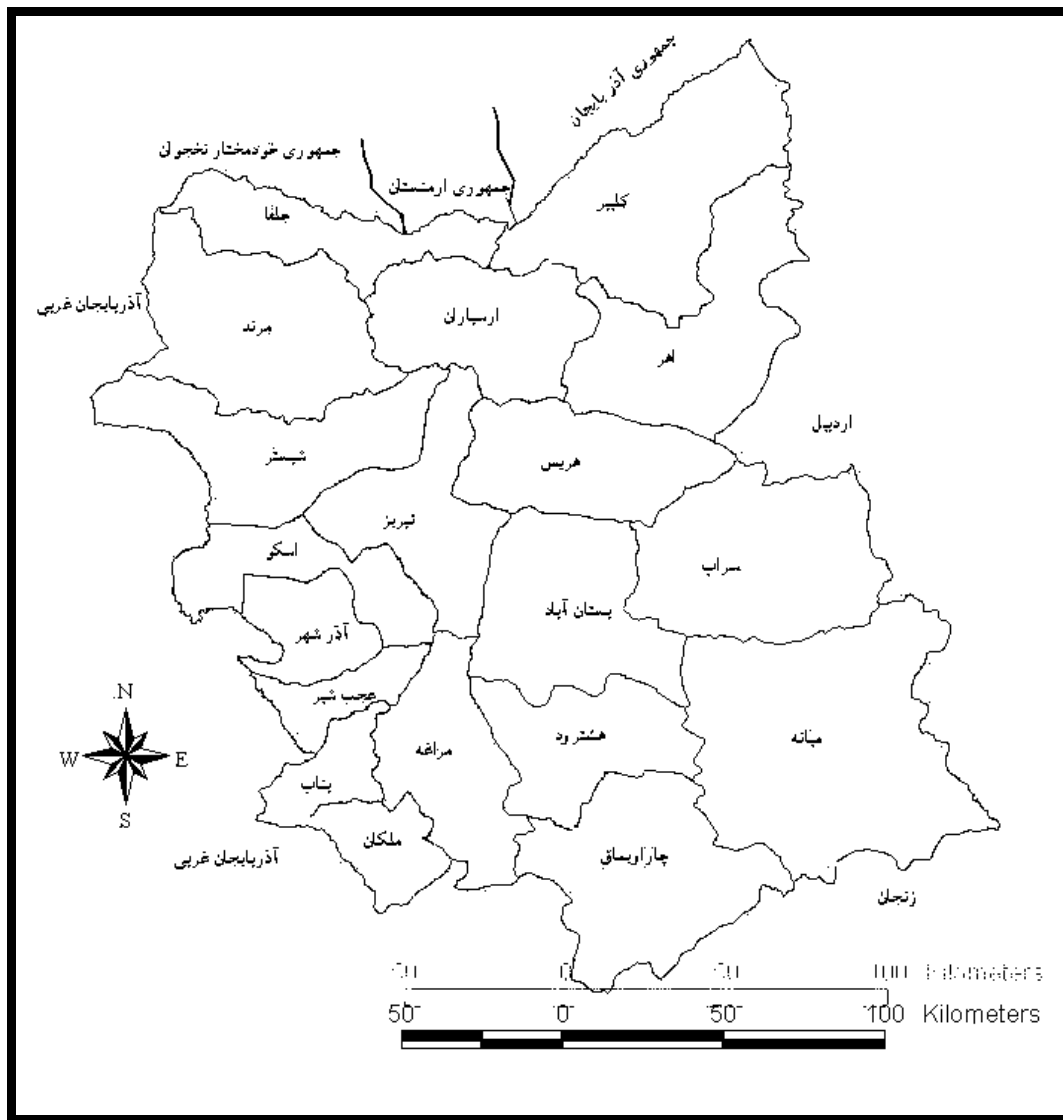 جمهوری آذربایجان
جمهوری خودمختار نخجوان
جمهوری ارمنستان
کلیبر
جلفا
آذربایجان غربی
مرند
ارسباران
اهر
اردبیل
شبستر
هریس
تبریز
اسکو
سراب
بستان آباد
آذر شهر
عجب شیر
مراغه
هشترود
میانه
بناب
ملکان
آذربایجان غربی
چاراویماق
زنجان
N
W E
S
50 0 50 100 Kilometers
50 0 50 100 Kilometers